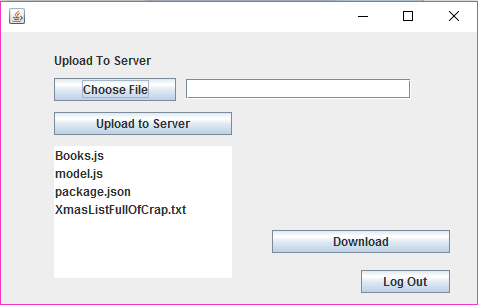 Upload To Server
Choose File
Upload to Server
Books.js
model.js
package.json
XmasListFullOfCrap.txt
Download
Log Out